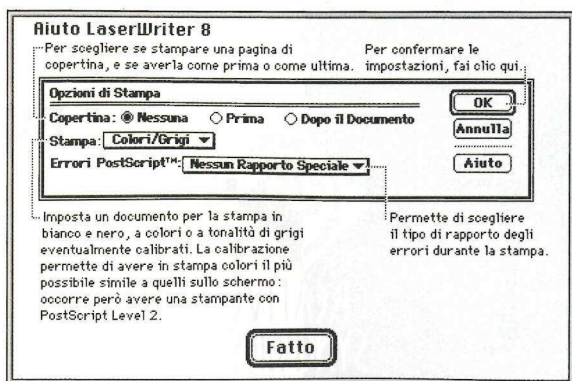 Aiuto LaserWriter 8
Per scegliere se stampare una pagina di
copertina, e se averla come prima o come ultima.
Per confermare le
impostazioni, fai clic qui.
Opzioni di Stampa
Copertina: Nessuna Prima Dopo il Documento
Stampa: Colori/Grigi
Errori PostScript™: Nessun Rapporto Speciale
OK
Annulla
Aiuto
Imposta un documento per la stampa in
bianco e nero, a colori o a tonalità di grigi
eventualmente calibrati. La calibrazione
permette di avere in stampa colori il più
possibile simile a quelli sullo schermo:
occorre però avere una stampante con
PostScript Level 2.
Permette di scegliere
il tipo di rapporto degli
errori durante la stampa.
Fatto